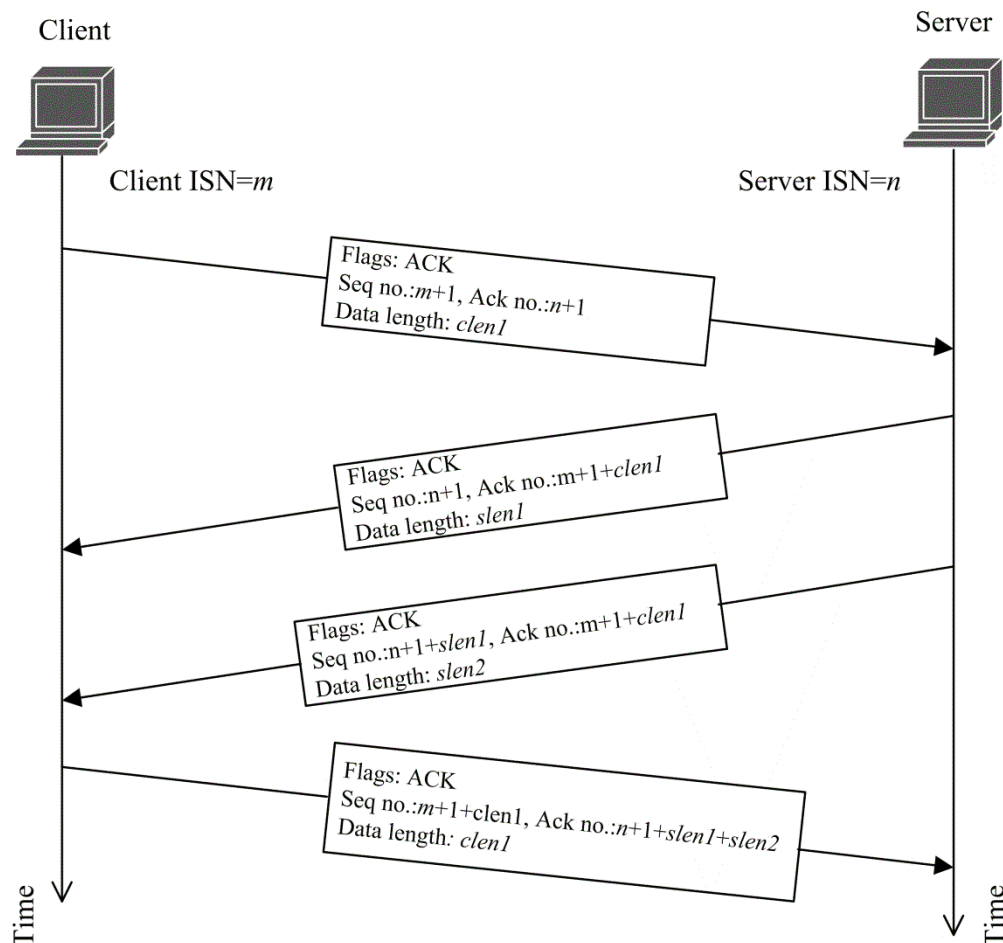 Client
Server
Client ISN=m
Server ISN=n
Flags: ACK
Seq no.:m+1, Ack no.:n+1
Data length: clen1
Flags: ACK
Seq no.:n+1, Ack no.:m+1+clen1
Data length: slen1
Flags: ACK
Seq no.:n+1+slen1, Ack no.:m+1+clen1
Data length: slen2
Flags: ACK
Seq no.:m+1+clen1, Ack no.:n+1+slen1+slen2
Data length: clen1
Time
Time